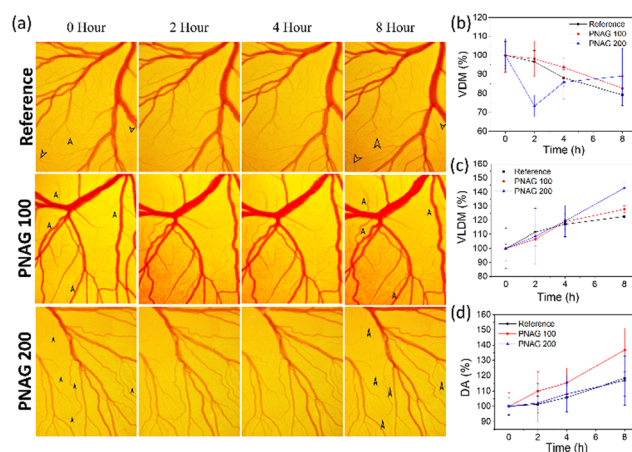 (a)
0 Hour 2 Hour 4 Hour 8 Hour
Reference
PNAG 100
PNAG 200
(b)
VDM (%)
120
110
100
90
80
70
60
0 2 4 6 8
Time (h)
Reference
PNAG 100
PNAG 200
(c)
VLDM (%)
160
150
140
130
120
110
100
90
0 2 4 6 8
Time (h)
Reference
PNAG 100
PNAG 200
(d)
DA (%)
160
150
140
130
120
110
100
90
0 2 4 6 8
Time (h)
Reference
PNAG 100
PNAG 200